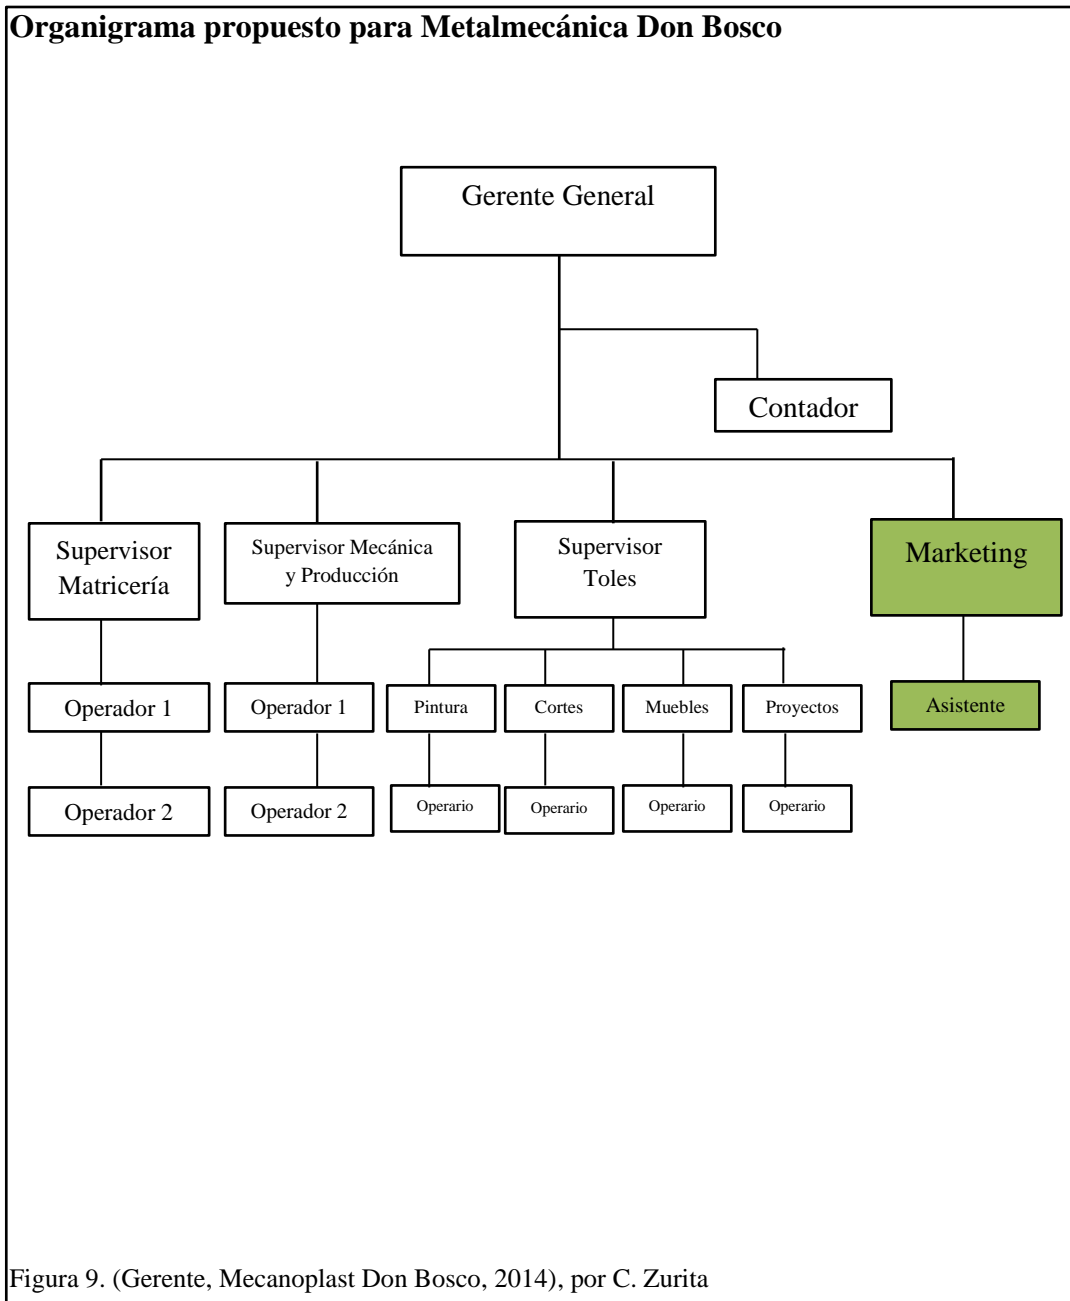 Organigrama propuesto para Metalmecánica Don Bosco
Gerente General
Contador
Supervisor
Matricería
Supervisor Mecánica
y Producción
Supervisor
Toles
Marketing
Operador 1
Operador 1
Pintura
Cortes
Muebles
Proyectos
Asistente
Operador 2
Operador 2
Operario
Operario
Operario
Operario
Figura 9. (Gerente, Mecanoplast Don Bosco, 2014), por C. Zurita